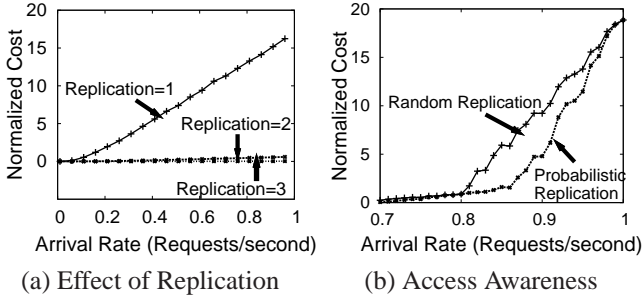 Normalized Cost
20
15
10
5
0
Replication=1
Replication=2
Replication=3
0 0.2 0.4 0.6 0.8 1
Arrival Rate (Requests/second)
(a) Effect of Replication
Normalized Cost
20
15
10
5
0
Random Replication
Probabilistic
Replication
0.7 0.8 0.9 1
Arrival Rate (Requests/second)
(b) Access Awareness